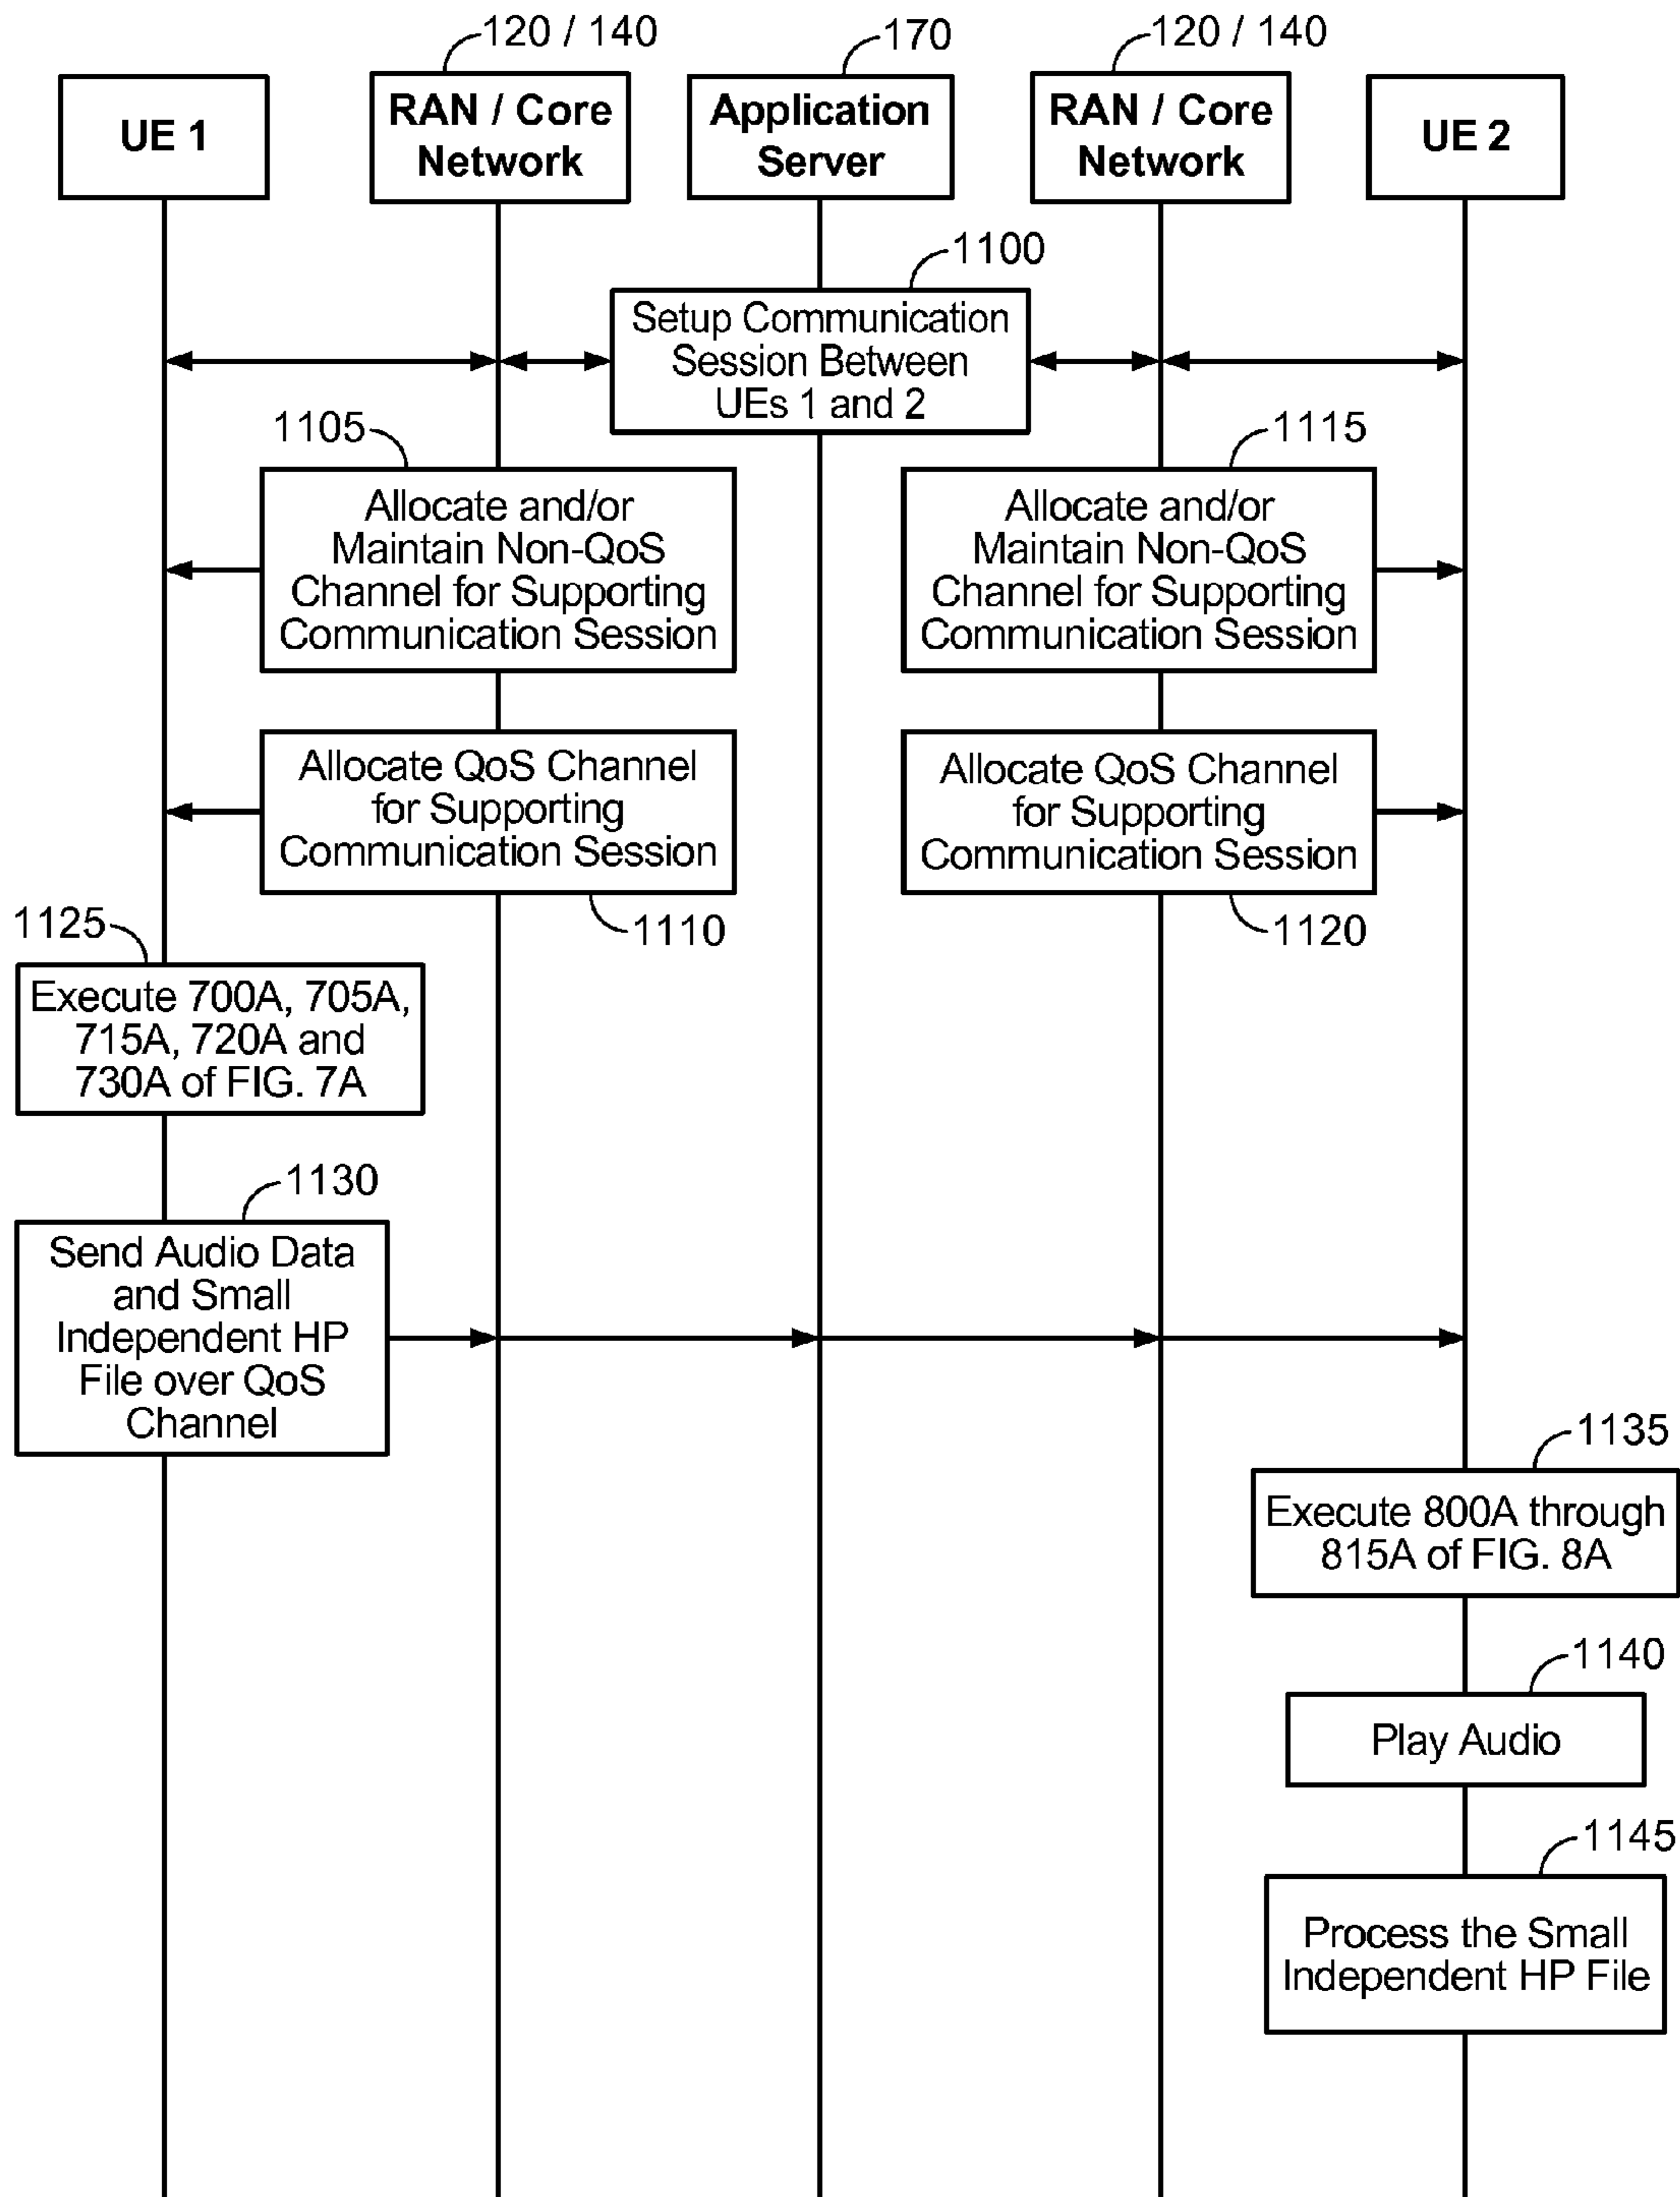 120 / 140
170
120 / 140
UE 1
RAN / Core
Network
Application
Server
RAN / Core
Network
UE 2
1100
Setup Communication
Session Between
UEs 1 and 2
1105
Allocate and/or
Maintain Non-QoS
Channel for Supporting
Communication Session
1115
Allocate and/or
Maintain Non-QoS
Channel for Supporting
Communication Session
Allocate QoS Channel
for Supporting
Communication Session
1110
Allocate QoS Channel
for Supporting
Communication Session
1120
1125
Execute 700A, 705A,
715A, 720A and
730A of FIG. 7A
1130
Send Audio Data
and Small
Independent HP
File over QoS
Channel
1135
Execute 800A through
815A of FIG. 8A
1140
Play Audio
1145
Process the Small
Independent HP File